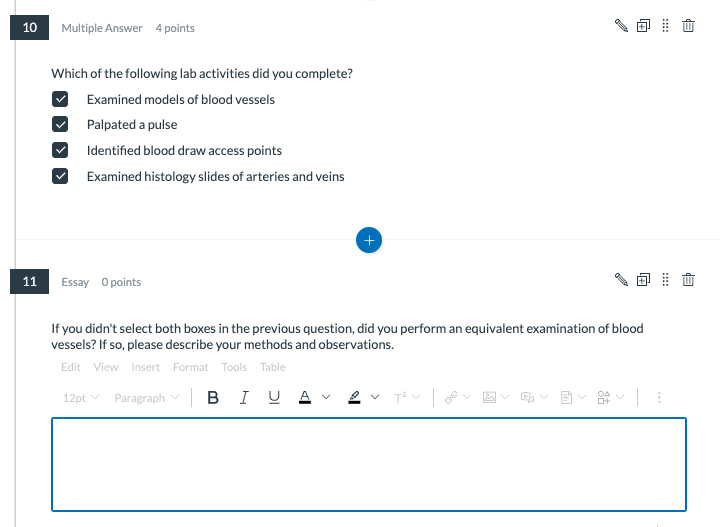 10 Multiple Answer 4 points
Which of the following lab activities did you complete?
Examined models of blood vessels
Palpated a pulse
Identified blood draw access points
Examined histology slides of arteries and veins
11 Essay 0 points
If you didn't select both boxes in the previous question, did you perform an equivalent examination of blood
vessels? If so, please describe your methods and observations.
Edit View Insert Format Tools Table
12pt Paragraph B I U A T²